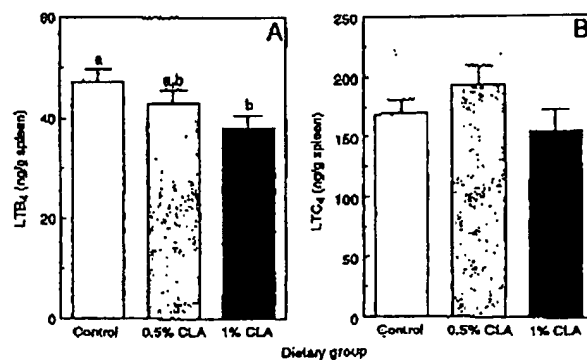 A
LTB4 (ng/g spleen)
60
40
20
0
a
a,b
b
Control 0.5% CLA 1% CLA
B
LTC4 (ng/g spleen)
250
200
150
100
50
0
Control 0.5% CLA 1% CLA
Dietary group